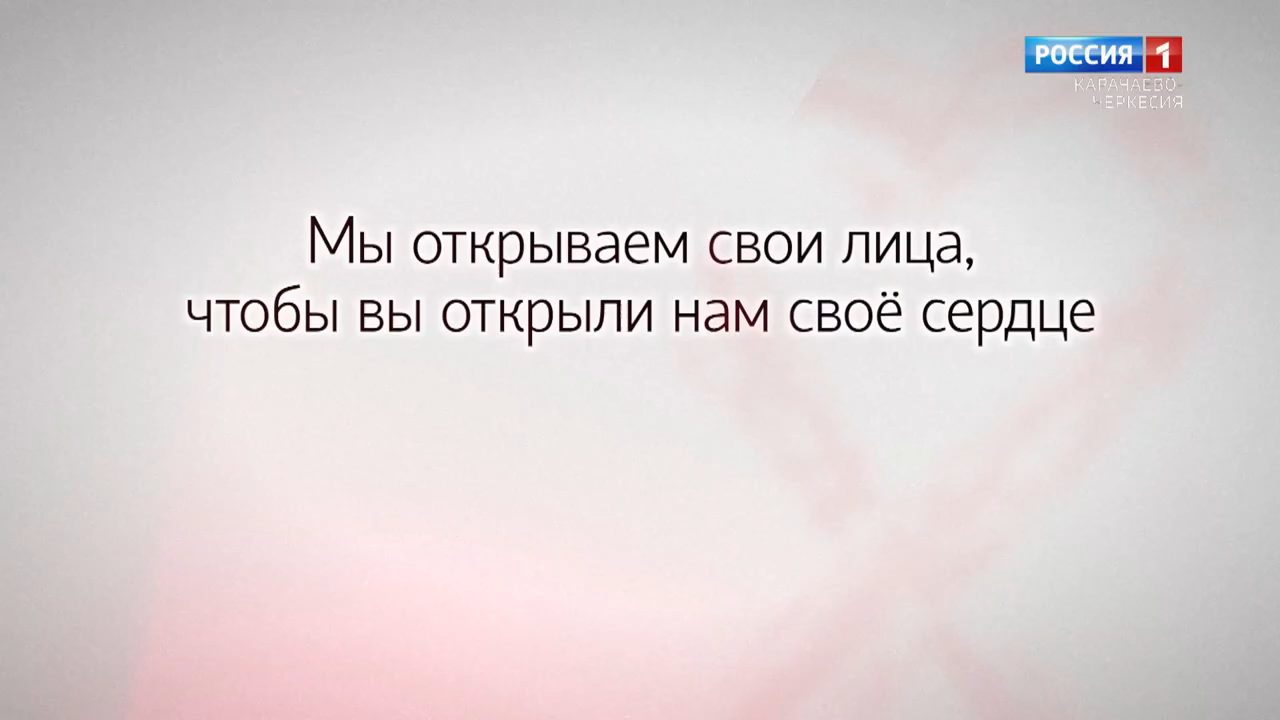 РОССИЯ 1
КАРАЧАЕВО-
ЧЕРКЕСИЯ
Мы открываем свои лица,
чтобы вы открыли нам своё сердце